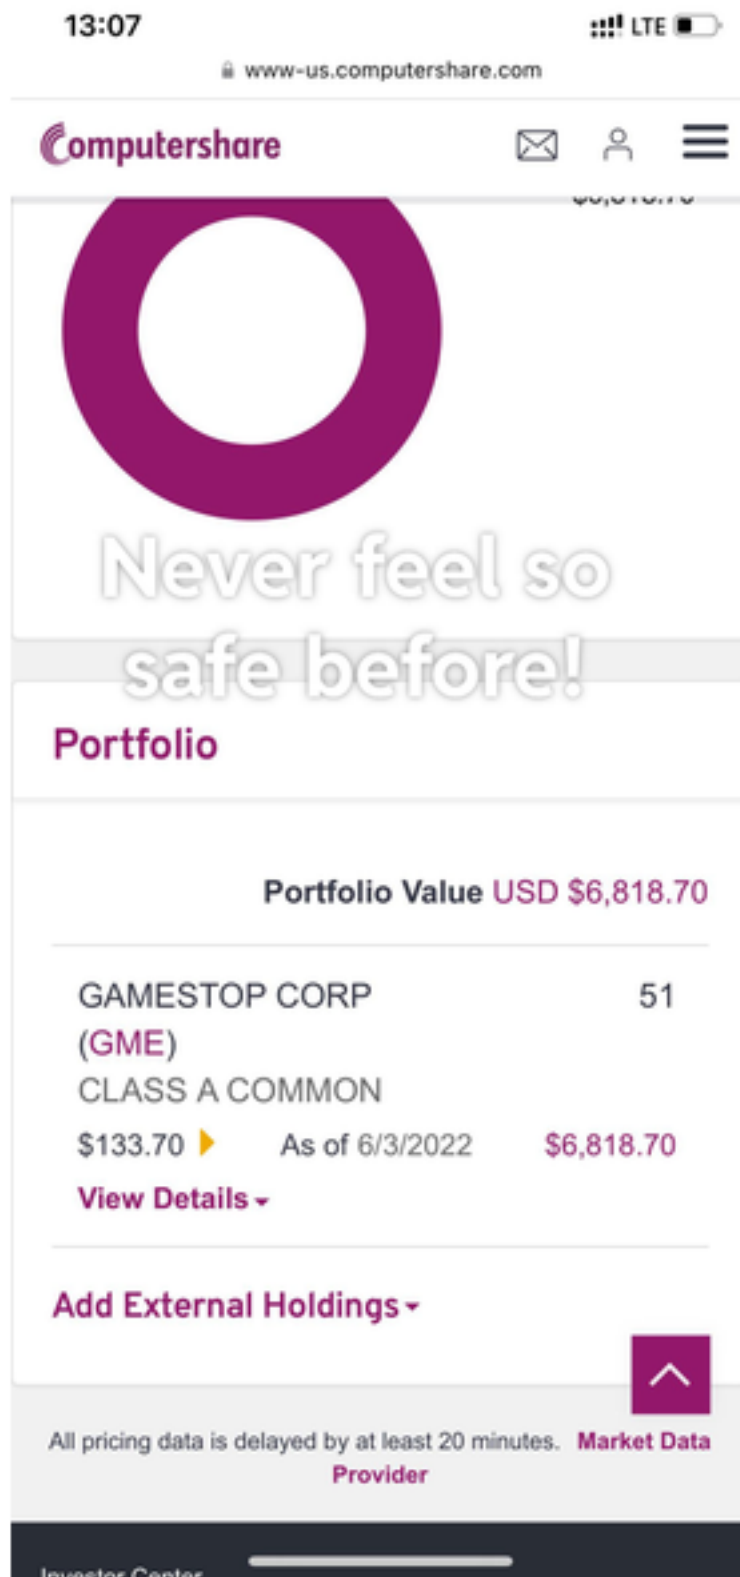 13:07 LTE
www-us.computershare.com
Computershare
Never feel so
safe before!
Portfolio
Portfolio Value USD $6,818.70
GAMESTOP CORP 51
(GME)
CLASS A COMMON
$133.70 As of 6/3/2022 $6,818.70
View Details
Add External Holdings
All pricing data is delayed by at least 20 minutes. Market Data
Provider
Investor Center